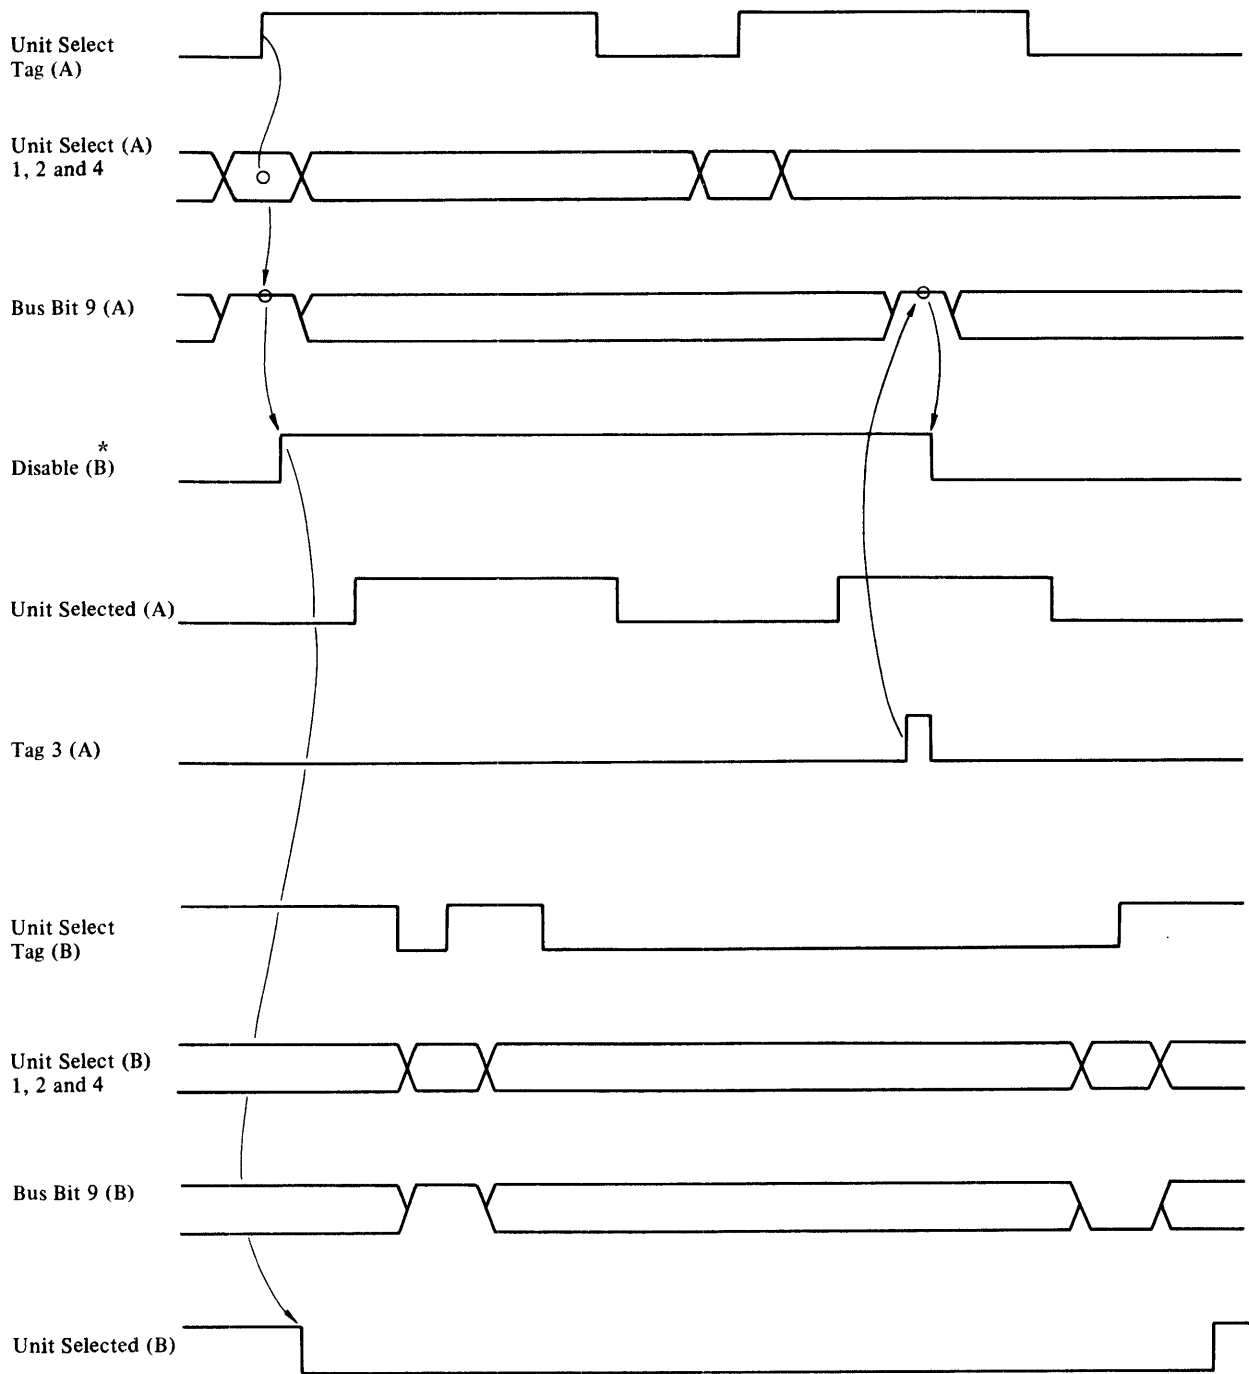 Unit Select
Tag (A)
Unit Select (A)
1, 2 and 4
Bus Bit 9 (A)
*
Disable (B)
Unit Selected (A)
Tag 3 (A)
Unit Select
Tag (B)
Unit Select (B)
1, 2 and 4
Bus Bit 9 (B)
Unit Selected (B)